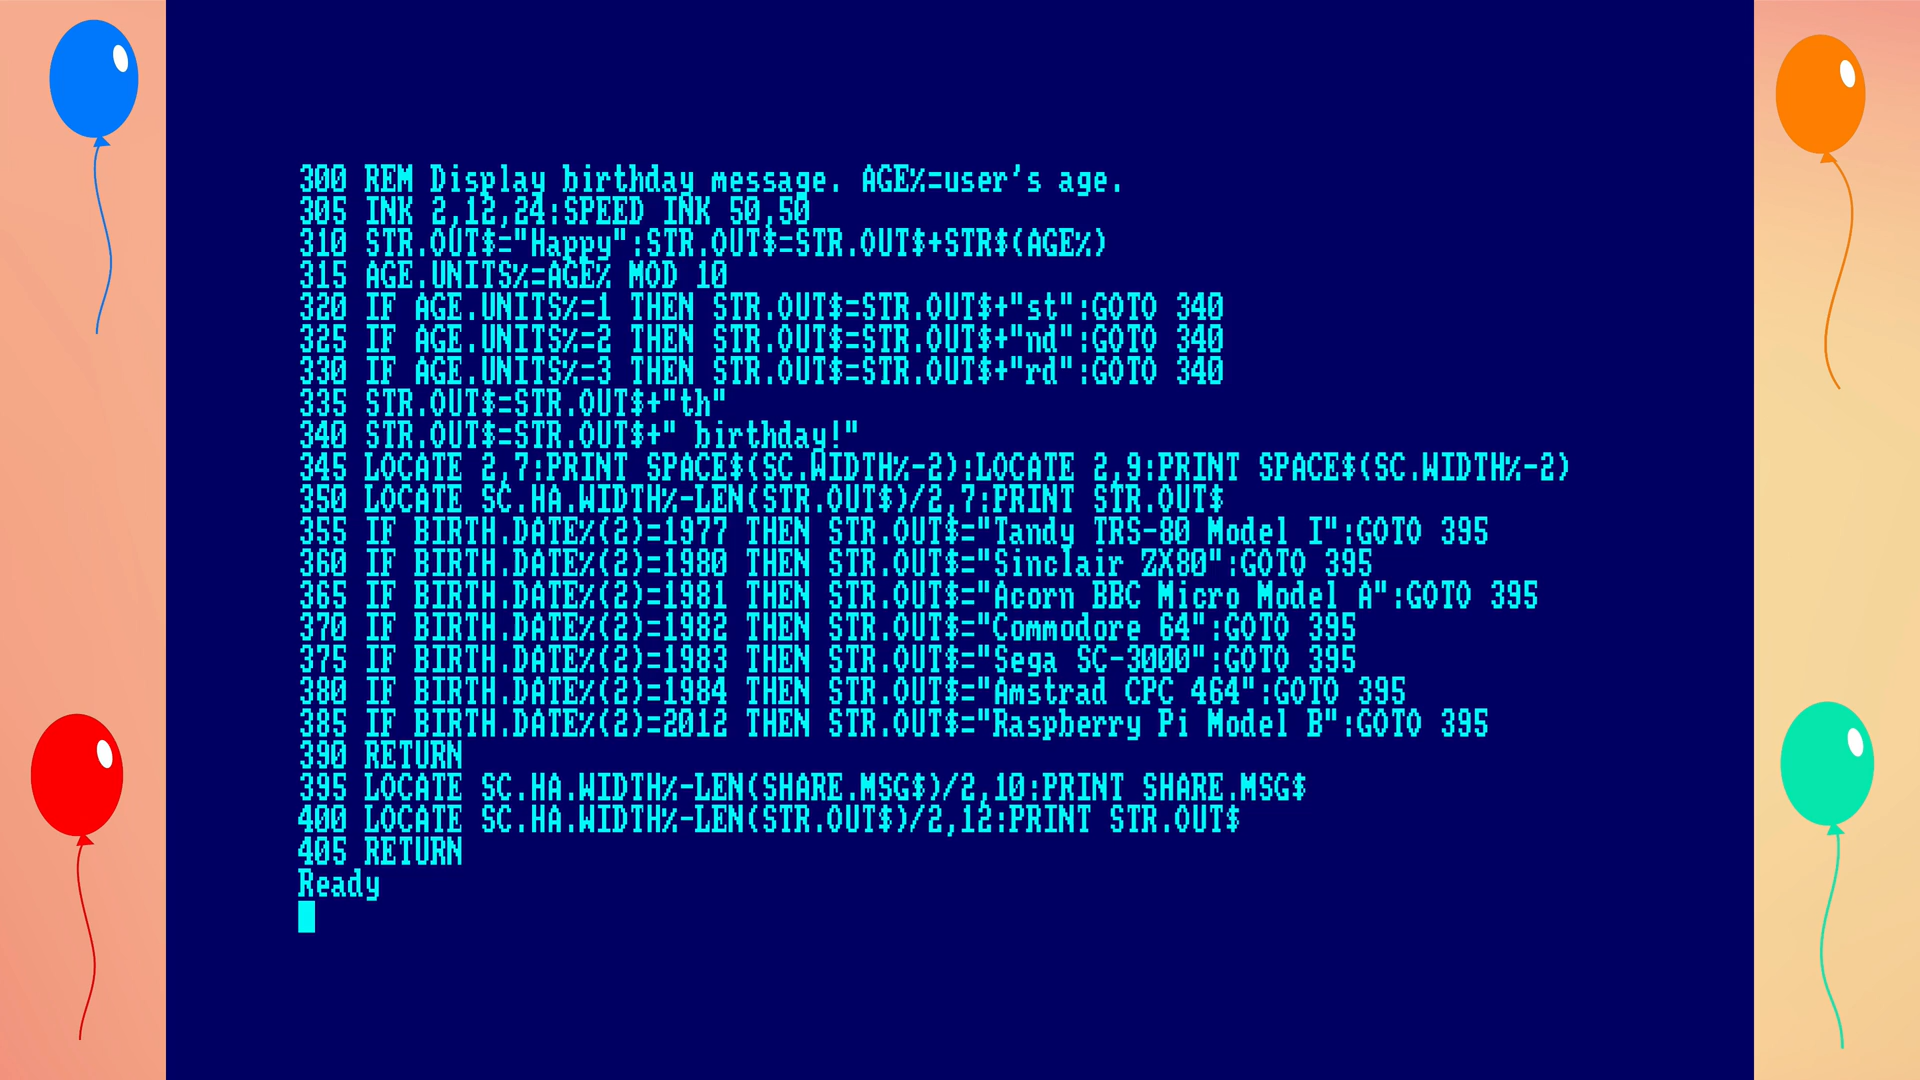 300 REM Display birthday message. AGE%=user's age.
305 INK 2,12,24:SPEED INK 50,50
310 STR.OUT$="Happy":STR.OUT$=STR.OUT$+STR$(AGE%)
315 AGE.UNITS%=AGE% MOD 10
320 IF AGE.UNITS%=1 THEN STR.OUT$=STR.OUT$+"st":GOTO 340
325 IF AGE.UNITS%=2 THEN STR.OUT$=STR.OUT$+"nd":GOTO 340
330 IF AGE.UNITS%=3 THEN STR.OUT$=STR.OUT$+"rd":GOTO 340
335 STR.OUT$=STR.OUT$+"th"
340 STR.OUT$=STR.OUT$+" birthday!"
345 LOCATE 2,7:PRINT SPACE$(SC.WIDTH%-2):LOCATE 2,9:PRINT SPACE$(SC.WIDTH%-2)
350 LOCATE SC.HA.WIDTH%-LEN(STR.OUT$)/2,7:PRINT STR.OUT$
355 IF BIRTH.DATE%(2)=1977 THEN STR.OUT$="Tandy TRS-80 Model I":GOTO 395
360 IF BIRTH.DATE%(2)=1980 THEN STR.OUT$="Sinclair ZX80":GOTO 395
365 IF BIRTH.DATE%(2)=1981 THEN STR.OUT$="Acorn BBC Micro Model A":GOTO 395
370 IF BIRTH.DATE%(2)=1982 THEN STR.OUT$="Commodore 64":GOTO 395
375 IF BIRTH.DATE%(2)=1983 THEN STR.OUT$="Sega SC-3000":GOTO 395
380 IF BIRTH.DATE%(2)=1984 THEN STR.OUT$="Amstrad CPC 464":GOTO 395
385 IF BIRTH.DATE%(2)=2012 THEN STR.OUT$="Raspberry Pi Model B":GOTO 395
390 RETURN
395 LOCATE SC.HA.WIDTH%-LEN(SHARE.MSG$)/2,10:PRINT SHARE.MSG$
400 LOCATE SC.HA.WIDTH%-LEN(STR.OUT$)/2,12:PRINT STR.OUT$
405 RETURN
Ready